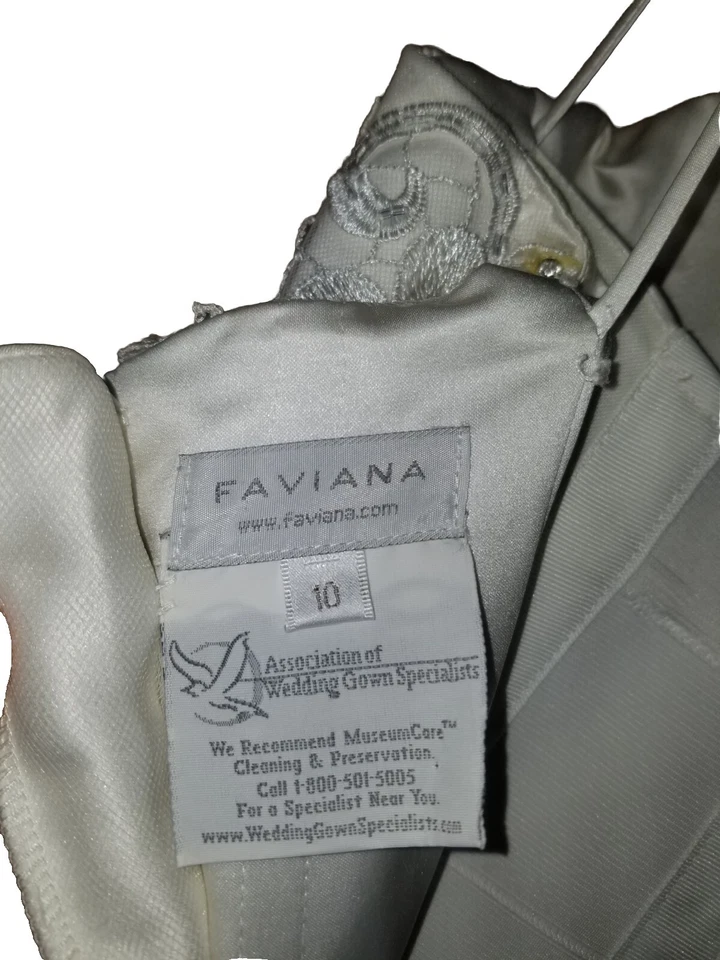 FAVIANA
www.faviana.com
10
Association of
Wedding Gown Specialists
We Recommend MuseumCare™
Cleaning & Preservation.
Call 1-800-501-5005
For a Specialist Near You.
www.WeddingGownSpecialists.com